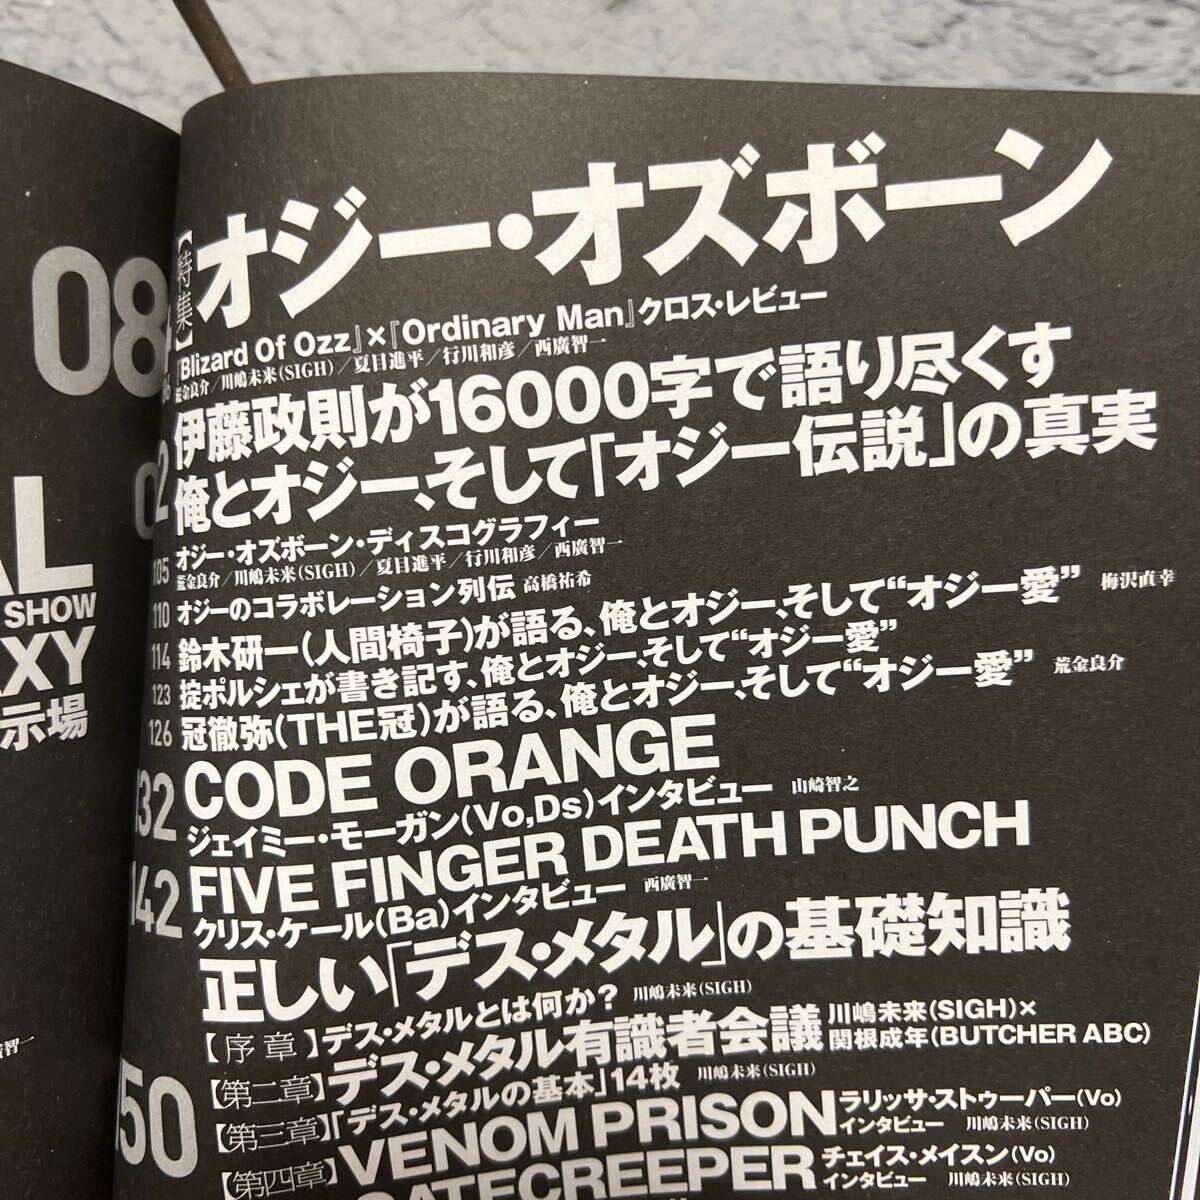 08
AL
SHOW
AXY
示場
【特集】
オジー・オズボーン
『Blizard Of Ozz』×『Ordinary Man』クロス・レビュー
荒金良介／川嶋未来(SIGH)／夏目進平／行川和彦／西廣智一
伊藤政則が16000字で語り尽くす
俺とオジー、そして「オジー伝説」の真実
105 オジー・オズボーン・ディスコグラフィー
荒金良介／川嶋未来(SIGH)／夏目進平／行川和彦／西廣智一
110 オジーのコラボレーション列伝 高橋祐希
114 鈴木研一(人間椅子)が語る、俺とオジー、そして“オジー愛” 梅沢直幸
123 掟ポルシェが書き記す、俺とオジー、そして“オジー愛”
126 冠徹弥(THE冠)が語る、俺とオジー、そして“オジー愛” 荒金良介
132 CODE ORANGE
ジェイミー・モーガン(Vo,Ds)インタビュー 山崎智之
142 FIVE FINGER DEATH PUNCH
クリス・ケール(Ba)インタビュー 西廣智一
正しい「デス・メタル」の基礎知識
【序章】デス・メタルとは何か? 川嶋未来(SIGH)
150
【第二章】デス・メタル有識者会議 川嶋未来(SIGH)×
関根成年(BUTCHER ABC)
【第三章】「デス・メタルの基本」14枚 川嶋未来(SIGH)
【第四章】VENOM PRISON ラリッサ・ストゥーパー(Vo)
インタビュー 川嶋未来(SIGH)
GATECREEPER チェイス・メイスン(Vo)
インタビュー 川嶋未来(SIGH)